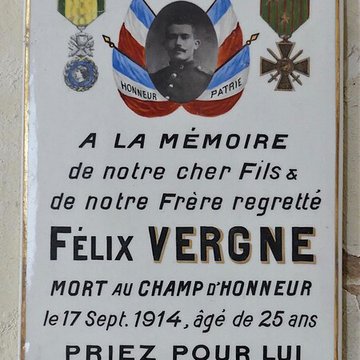 HONNEUR PATRIE
A LA MÉMOIRE
de notre cher Fils &
de notre Frère regretté
FÉLIX VERGNE
MORT AU CHAMP D'HONNEUR
le 17 Sept. 1914, âgé de 25 ans
PRIEZ POUR LUI